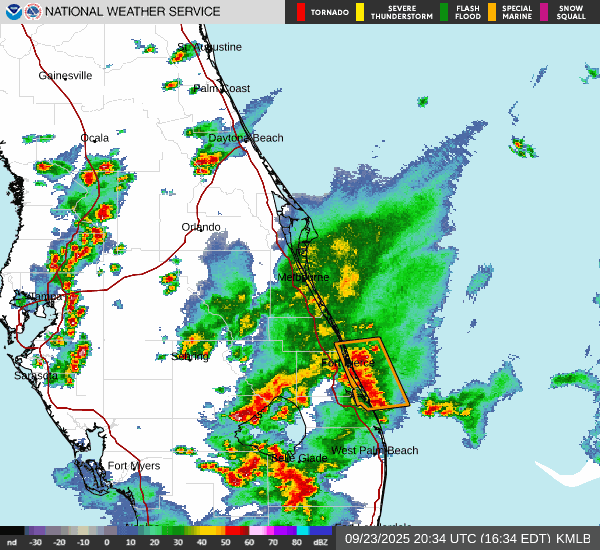 NATIONAL WEATHER SERVICE
TORNADO
SEVERE THUNDERSTORM
FLASH FLOOD
SPECIAL MARINE
SNOW SQUALL
St. Augustine
Gainesville
Palm Coast
Ocala
Daytona Beach
Orlando
Melbourne
Tampa
Sebring
Fort Pierce
Sarasota
West Palm Beach
Belle Glade
Fort Myers
nd -30 -20 -10 0 10 20 30 40 50 60 70 80 dBZ
09/23/2025 20:34 UTC (16:34 EDT) KMLB